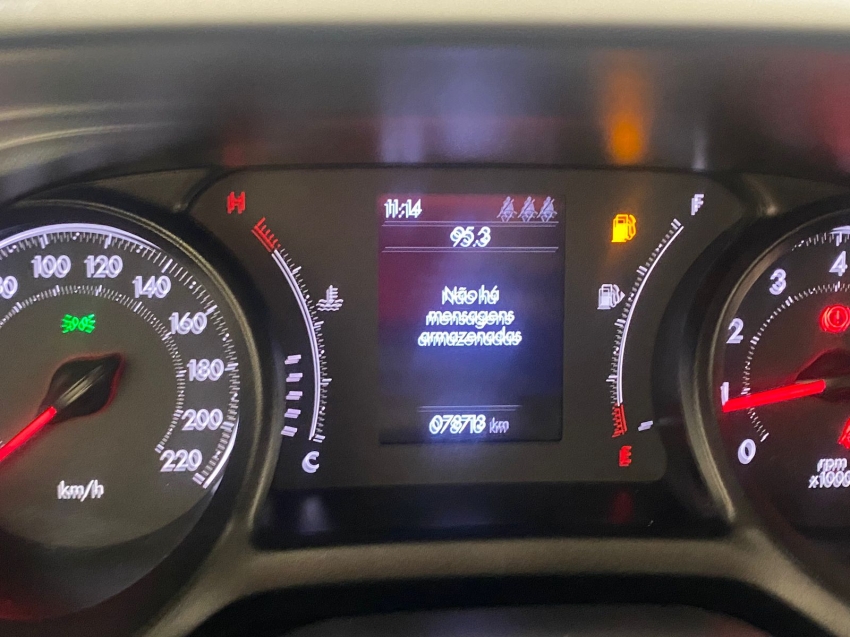 H
11:14
F
95.3
100
120
140
160
180
200
220
km/h
Não há
mensagens
armazenadas
km
C
E
4
3
2
1
0
rpm
x1000